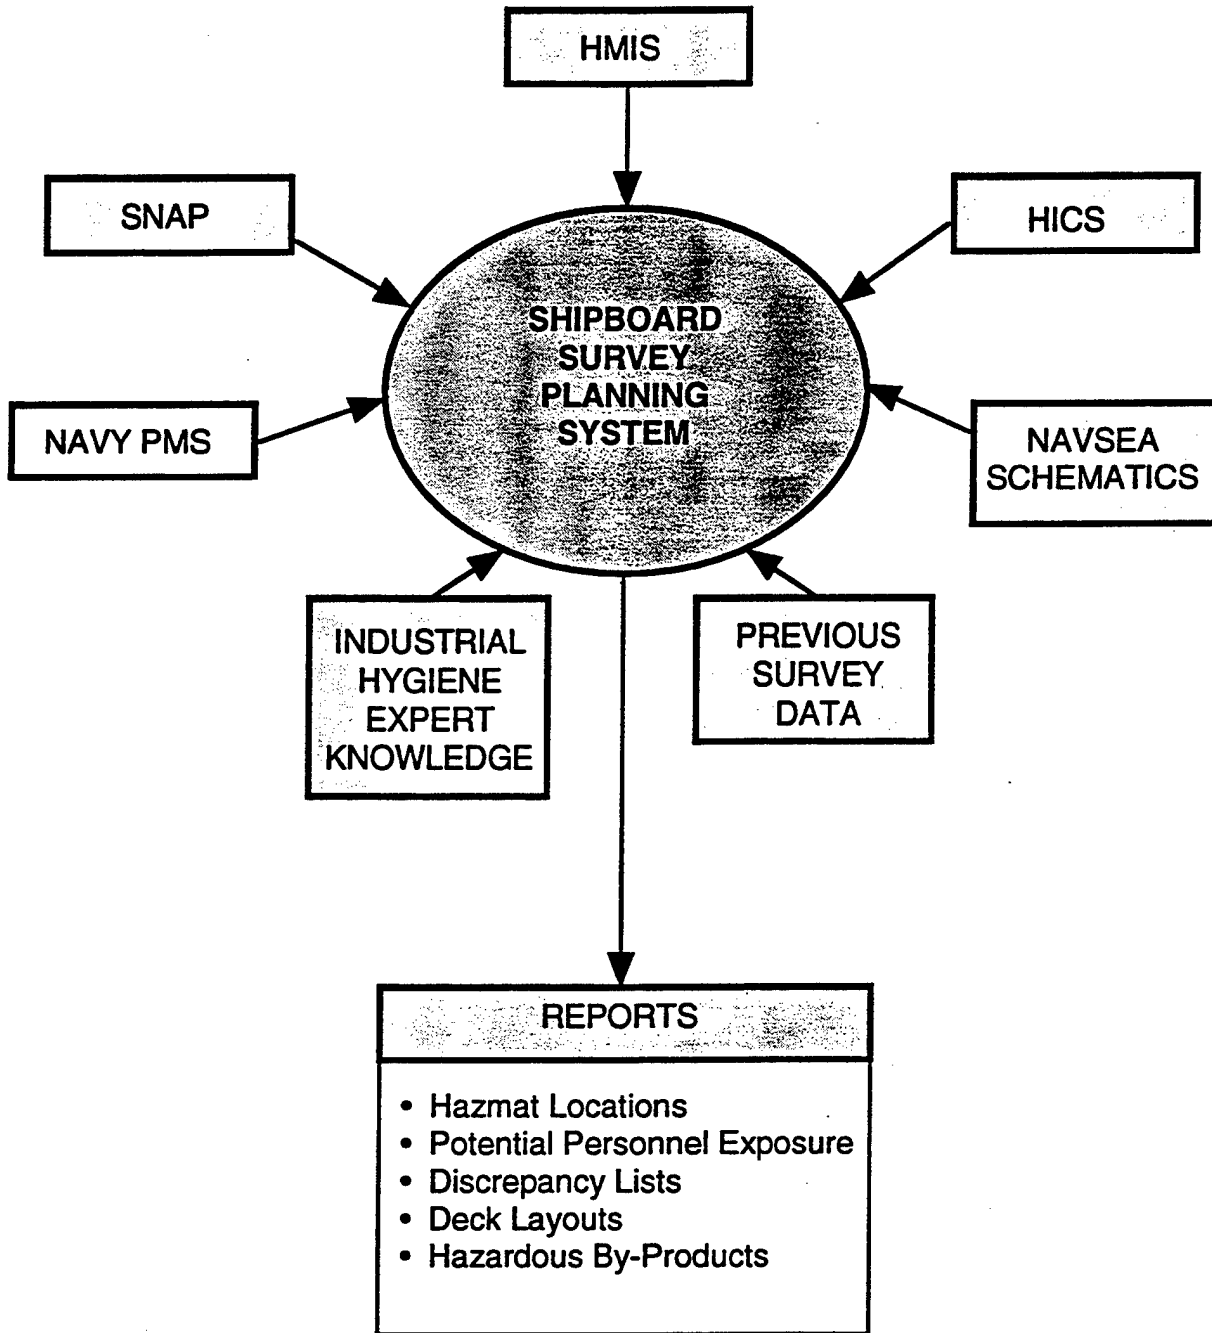 HMIS
SNAP
HICS
SHIPBOARD
SURVEY
PLANNING
SYSTEM
NAVY PMS
NAVSEA
SCHEMATICS
INDUSTRIAL
HYGIENE
EXPERT
KNOWLEDGE
PREVIOUS
SURVEY
DATA
REPORTS
• Hazmat Locations
• Potential Personnel Exposure
• Discrepancy Lists
• Deck Layouts
• Hazardous By-Products